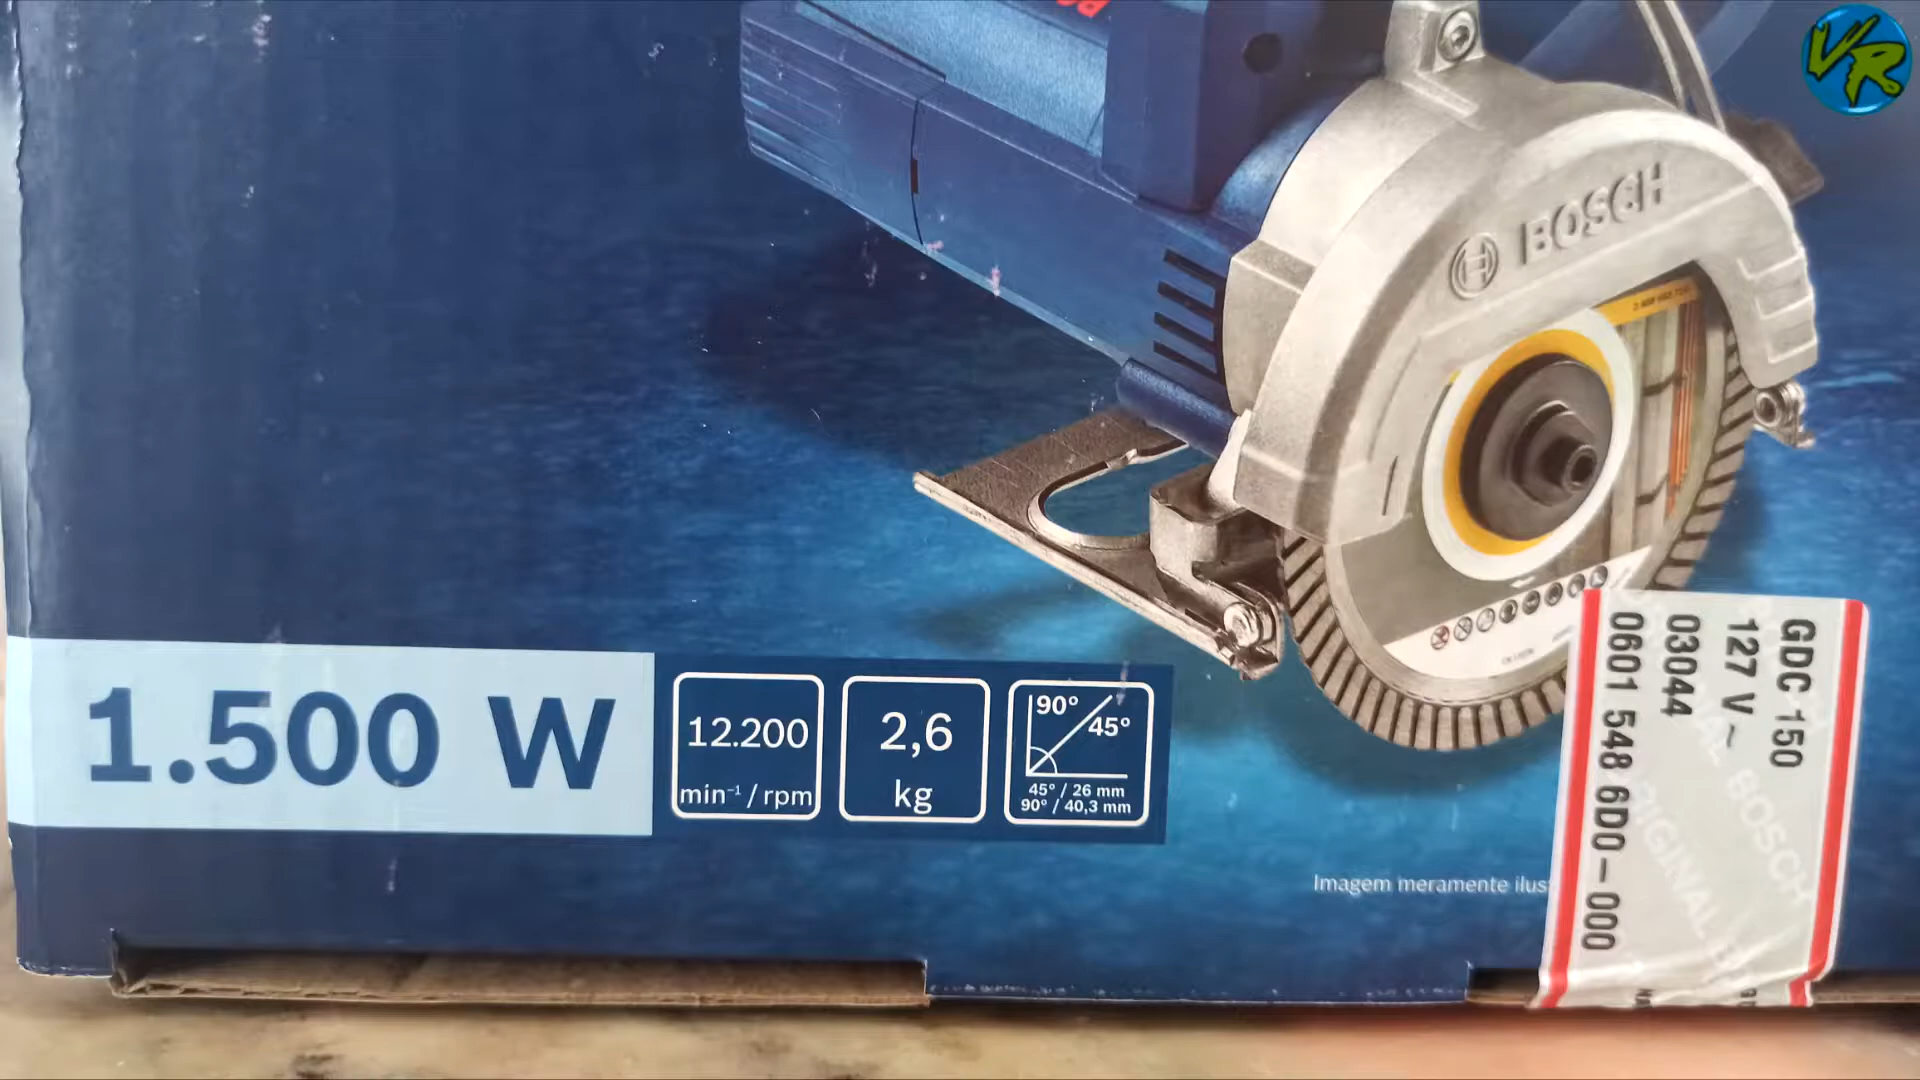 VR
BOSCH
1.500 W
12.200
min⁻¹ / rpm
2,6
kg
90°
45°
45° / 26 mm
90° / 40,3 mm
Imagem meramente ilus
GDC 150
127 V ~
03044
0601 548 6D0-000
ORIGINAL BOSCH